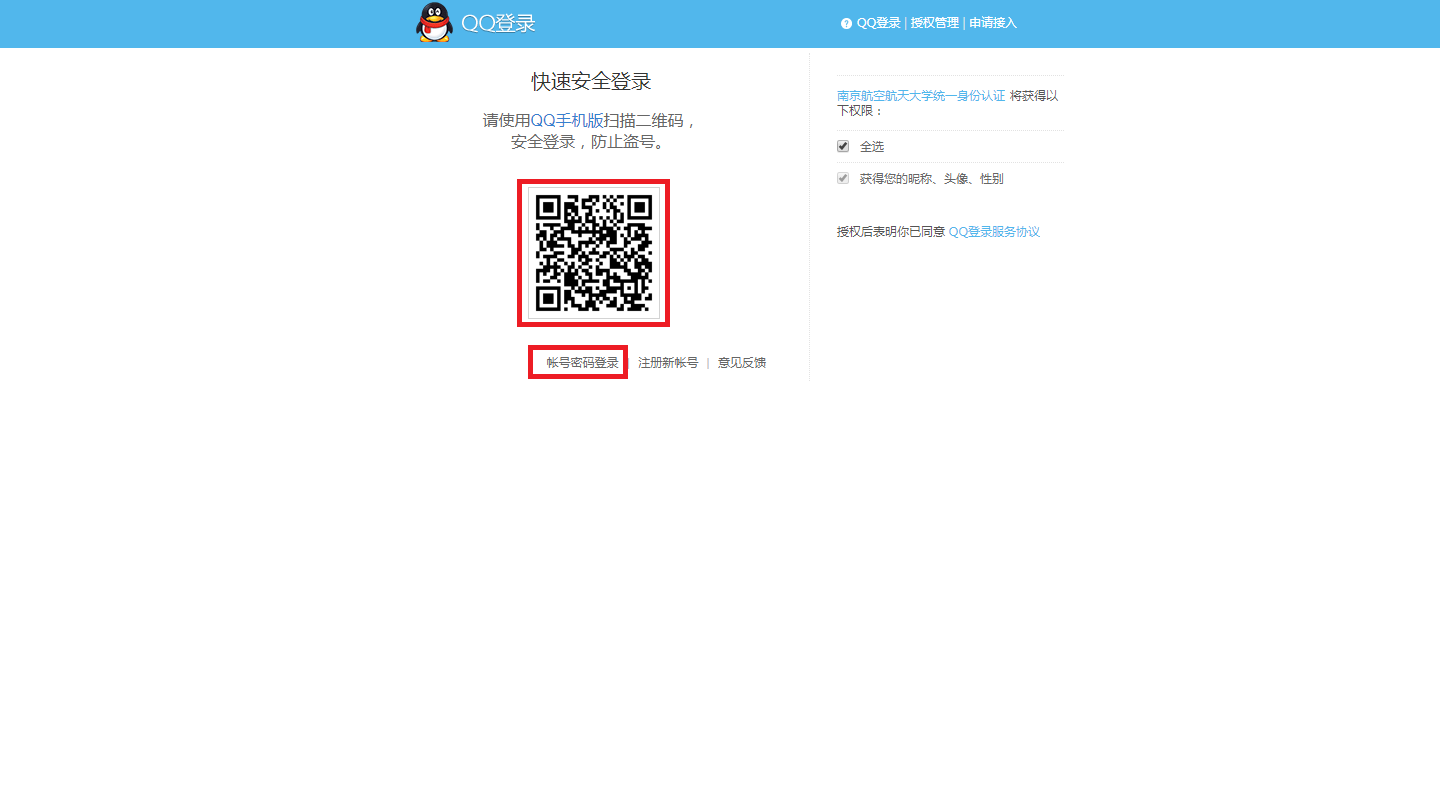 QQ登录
QQ登录 | 授权管理 | 申请接入
快速安全登录
请使用QQ手机版扫描二维码，
安全登录，防止盗号。
帐号密码登录 | 注册新帐号 | 意见反馈
南京航空航天大学统一身份认证 将获得以
下权限：
全选
获得您的昵称、头像、性别
授权后表明你已同意 QQ登录服务协议